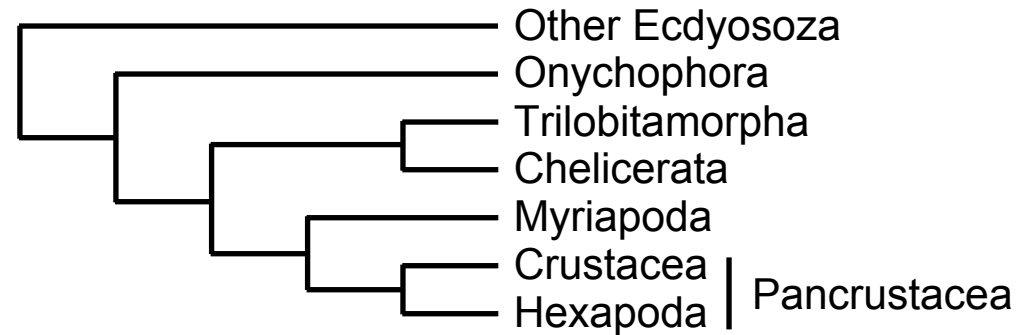 Other Ecdyosoza
Onychophora
Trilobitamorpha
Chelicerata
Myriapoda
Crustacea
Hexapoda
Pancrustacea